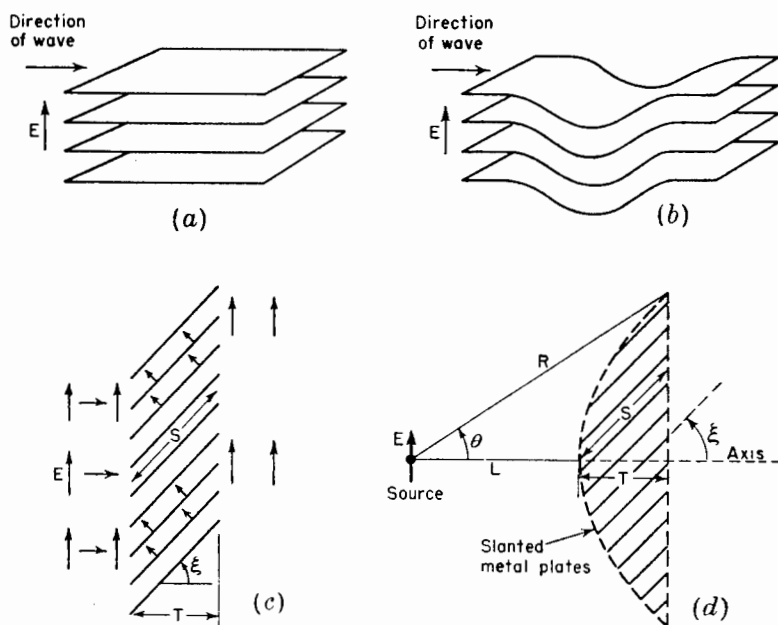 Direction
of wave
E
(a)
Direction
of wave
E
(b)
S
E
ξ
T
(c)
R
E
θ
S
ξ
L
T
Axis
Source
Slanted
metal plates
(d)